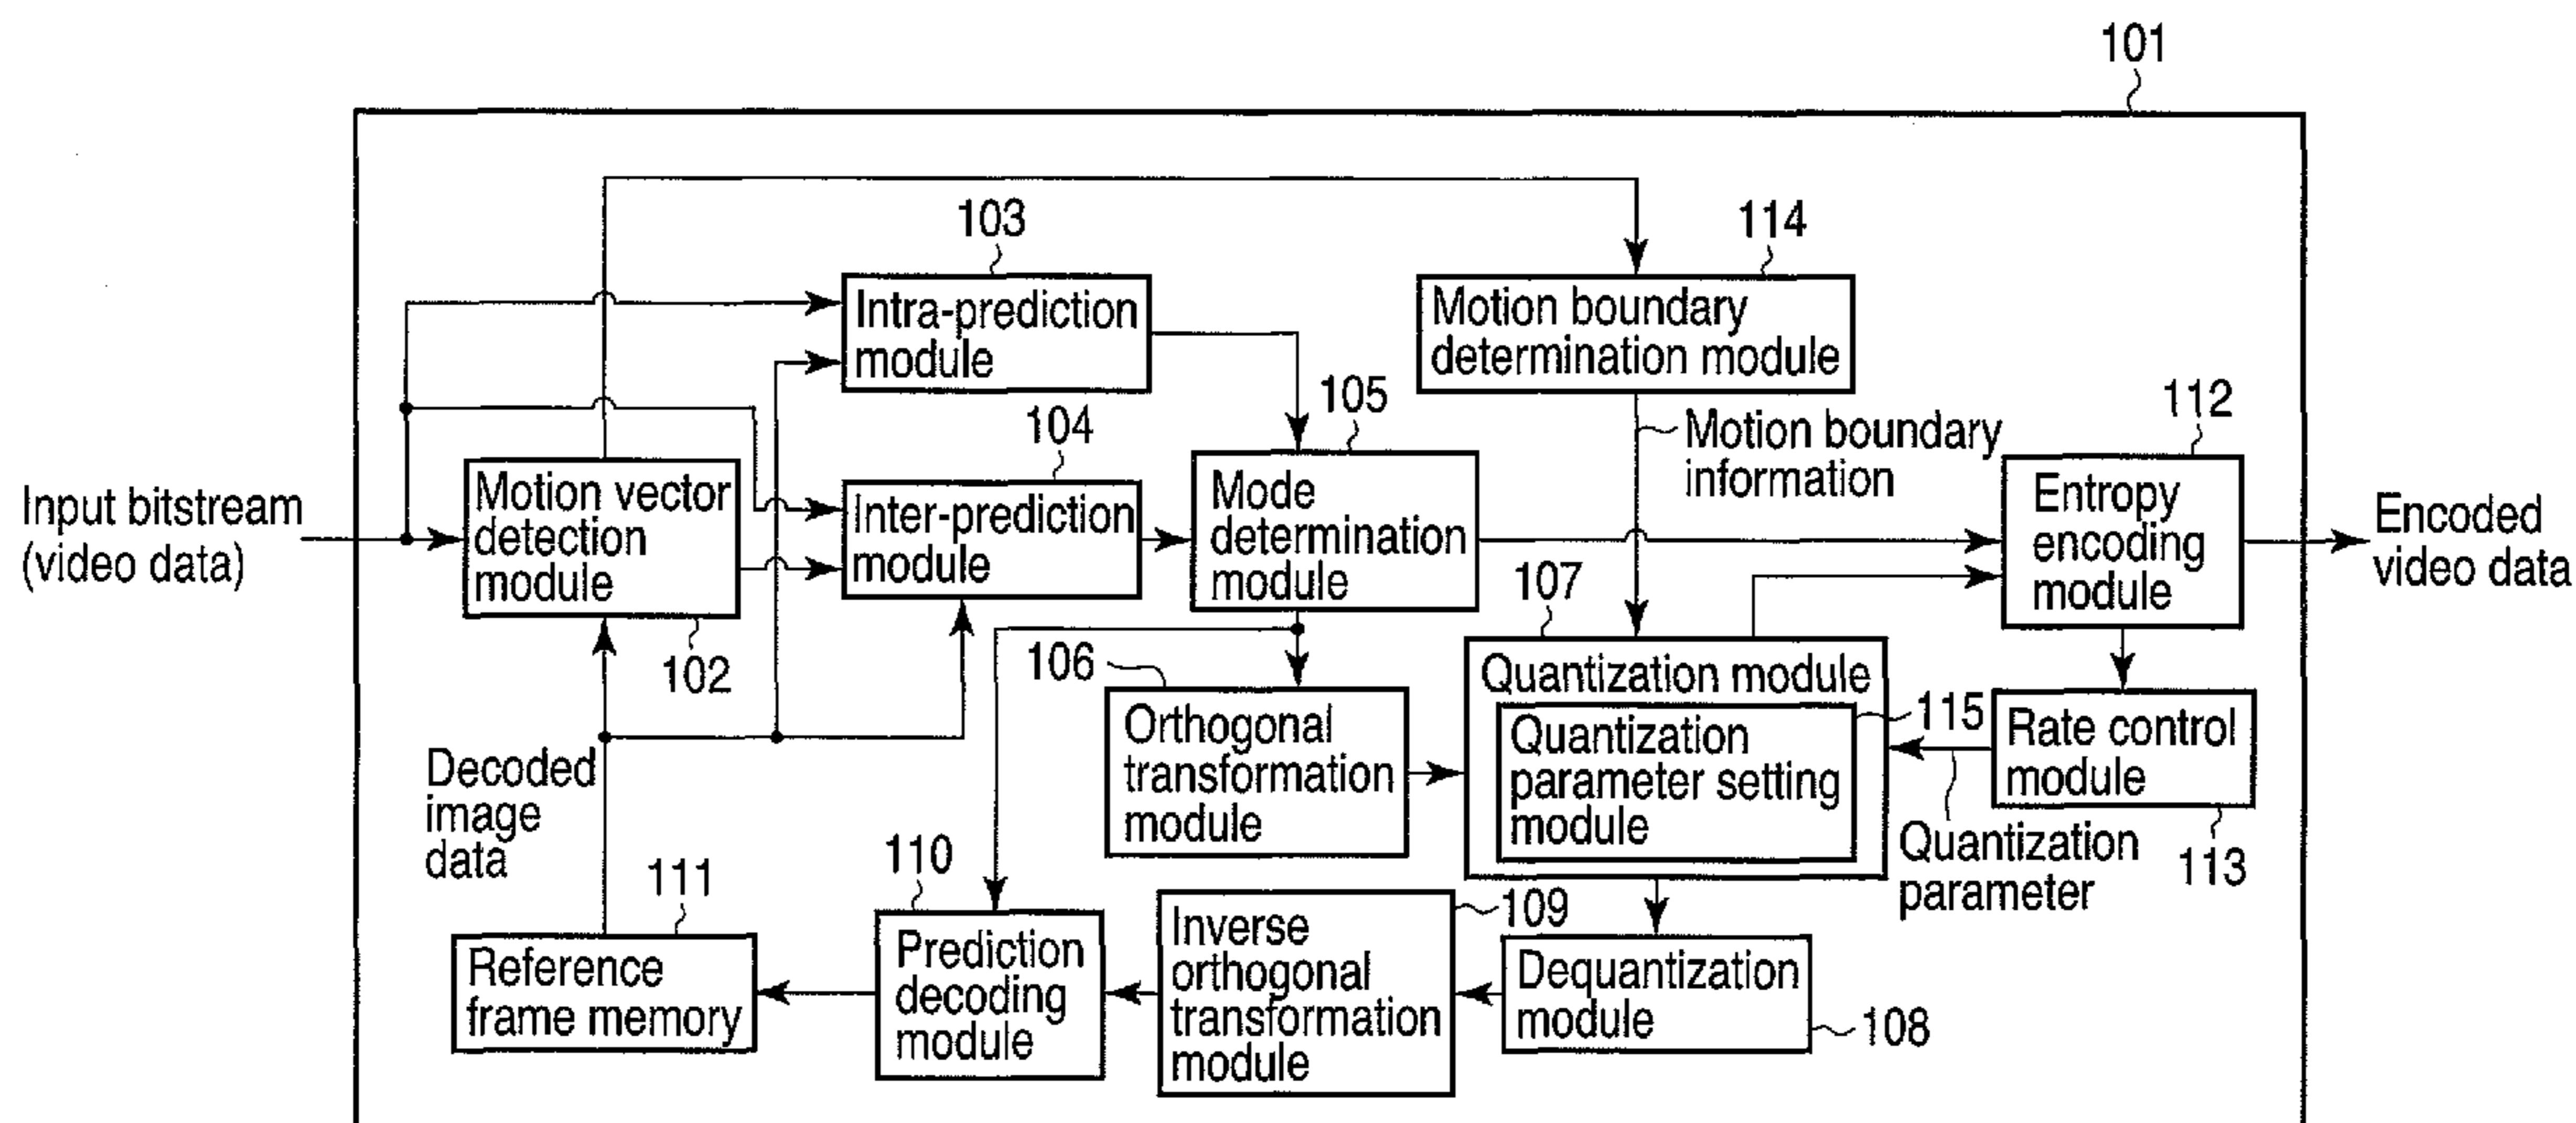 101
103
114
Intra-prediction
module
Motion boundary
determination module
105
112
104
Motion boundary
information
Input bitstream
(video data)
Motion vector
detection
module
Inter-prediction
module
Mode
determination
module
Entropy
encoding
module
Encoded
video data
107
102
106
Quantization module
115
Orthogonal
transformation
module
Quantization
parameter setting
module
Rate control
module
Decoded
image
data
Quantization
parameter
113
110
111
109
Reference
frame memory
Prediction
decoding
module
Inverse
orthogonal
transformation
module
Dequantization
module
108